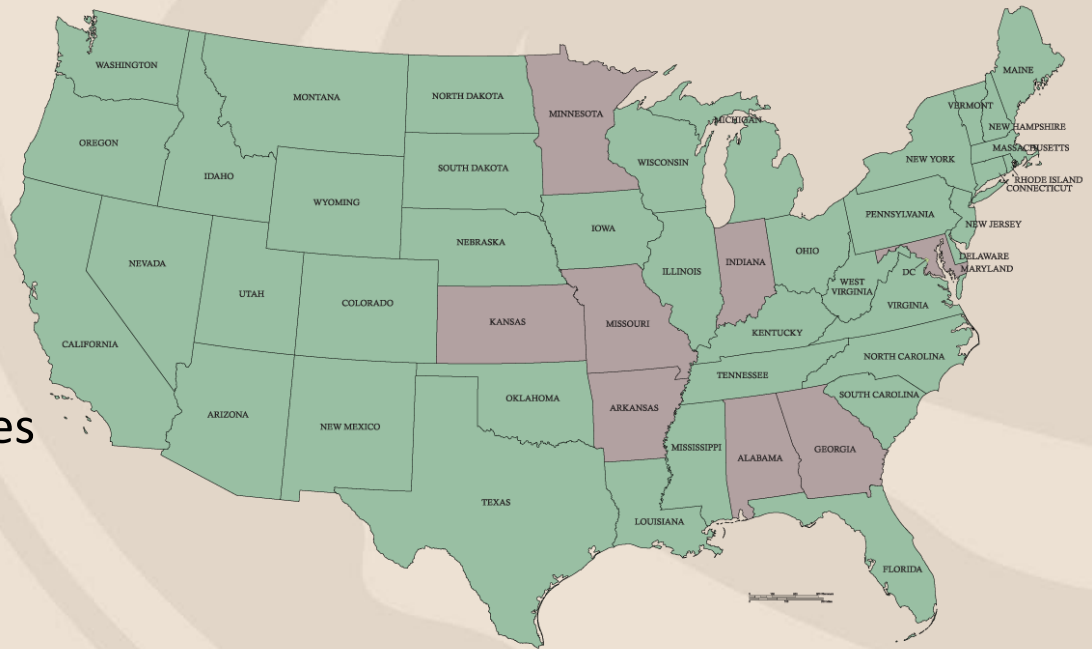 WASHINGTON
MONTANA
NORTH DAKOTA
MINNESOTA
MICHIGAN
MAINE
VERMONT
NEW HAMPSHIRE
MASSACHUSETTS
RHODE ISLAND
CONNECTICUT
OREGON
IDAHO
WYOMING
SOUTH DAKOTA
WISCONSIN
NEW YORK
NEBRASKA
IOWA
PENNSYLVANIA
NEW JERSEY
NEVADA
UTAH
COLORADO
ILLINOIS
INDIANA
OHIO
WEST
VIRGINIA
DC
DELAWARE
MARYLAND
VIRGINIA
CALIFORNIA
KANSAS
MISSOURI
KENTUCKY
NORTH CAROLINA
TENNESSEE
SOUTH CAROLINA
es
ARIZONA
NEW MEXICO
OKLAHOMA
ARKANSAS
MISSISSIPPI
ALABAMA
GEORGIA
TEXAS
LOUISIANA
FLORIDA